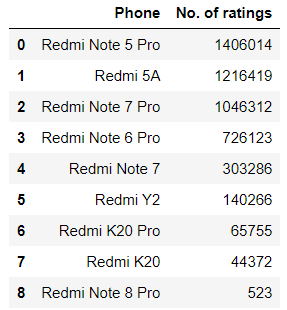 Phone No. of ratings
0 Redmi Note 5 Pro 1406014
1 Redmi 5A 1216419
2 Redmi Note 7 Pro 1046312
3 Redmi Note 6 Pro 726123
4 Redmi Note 7 303286
5 Redmi Y2 140266
6 Redmi K20 Pro 65755
7 Redmi K20 44372
8 Redmi Note 8 Pro 523